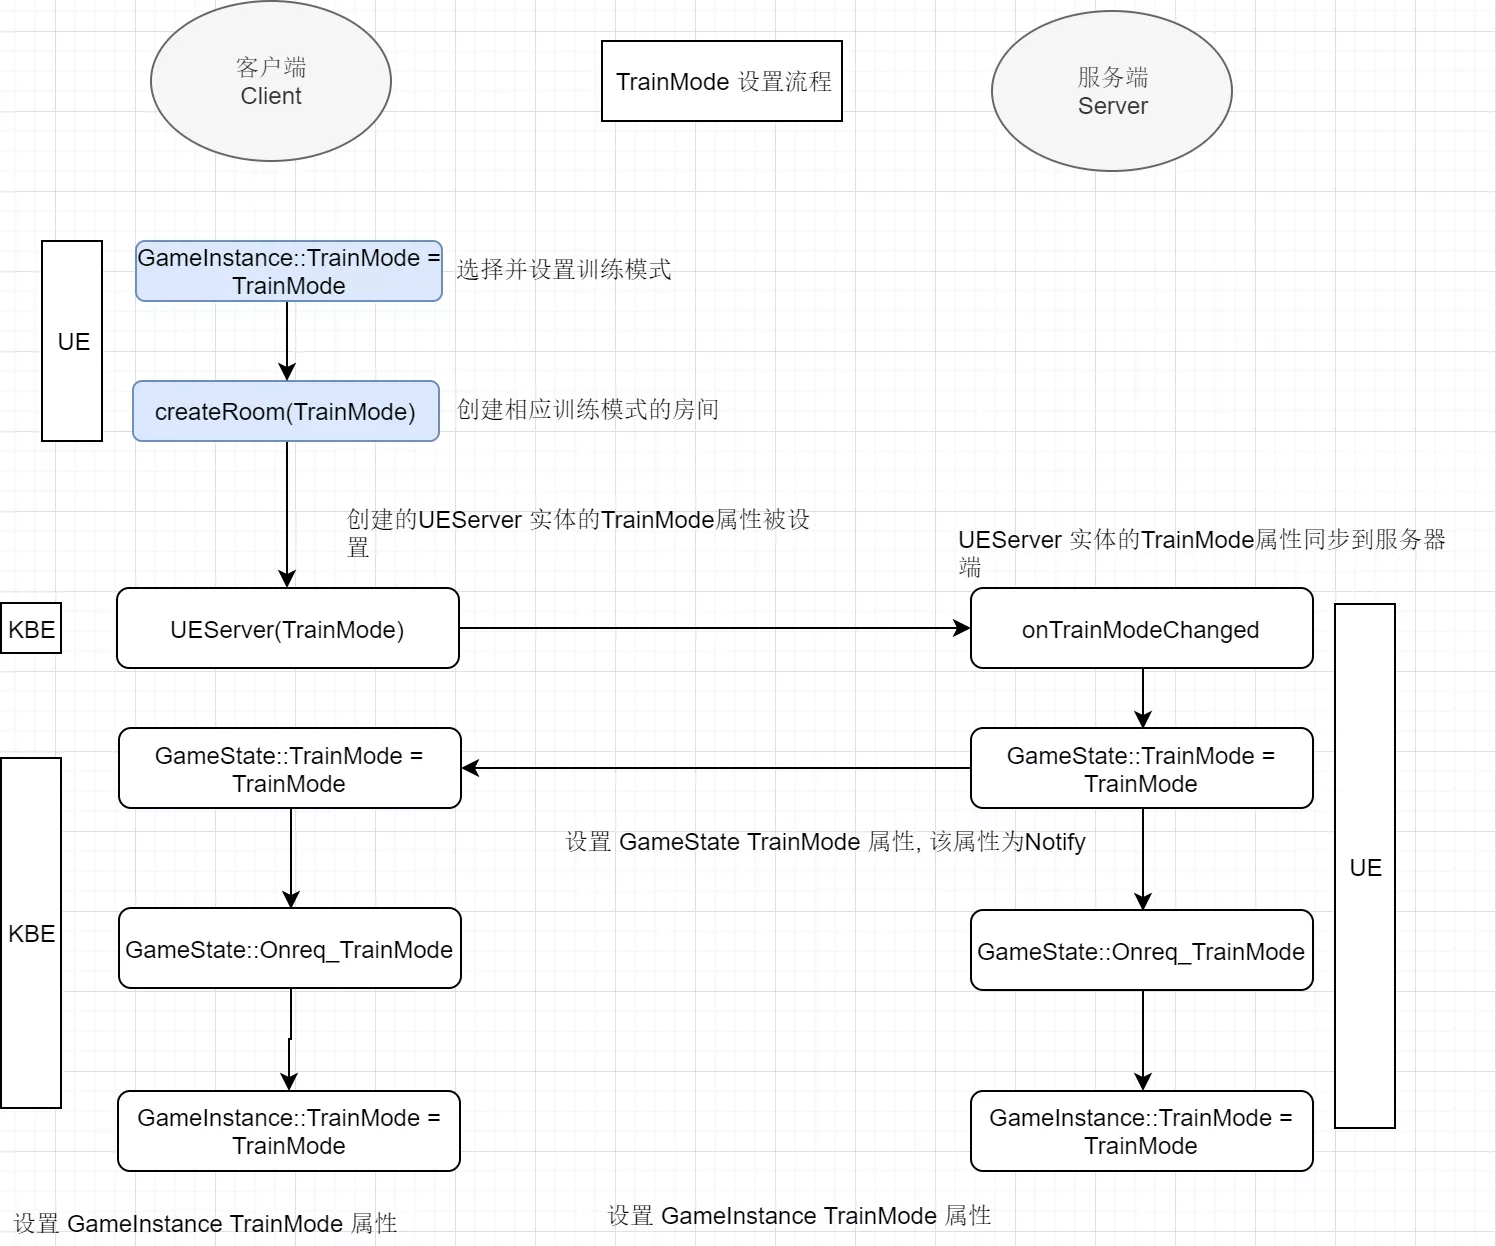 客户端
Client
TrainMode 设置流程
服务端
Server
UE
GameInstance::TrainMode =
TrainMode
选择并设置训练模式
createRoom(TrainMode)
创建相应训练模式的房间
创建的UEServer 实体的TrainMode属性被设
置
UEServer 实体的TrainMode属性同步到服务器
端
KBE
UEServer(TrainMode)
onTrainModeChanged
GameState::TrainMode =
TrainMode
GameState::TrainMode =
TrainMode
设置 GameState TrainMode 属性, 该属性为Notify
UE
KBE
GameState::Onreq_TrainMode
GameState::Onreq_TrainMode
GameInstance::TrainMode =
TrainMode
GameInstance::TrainMode =
TrainMode
设置 GameInstance TrainMode 属性
设置 GameInstance TrainMode 属性